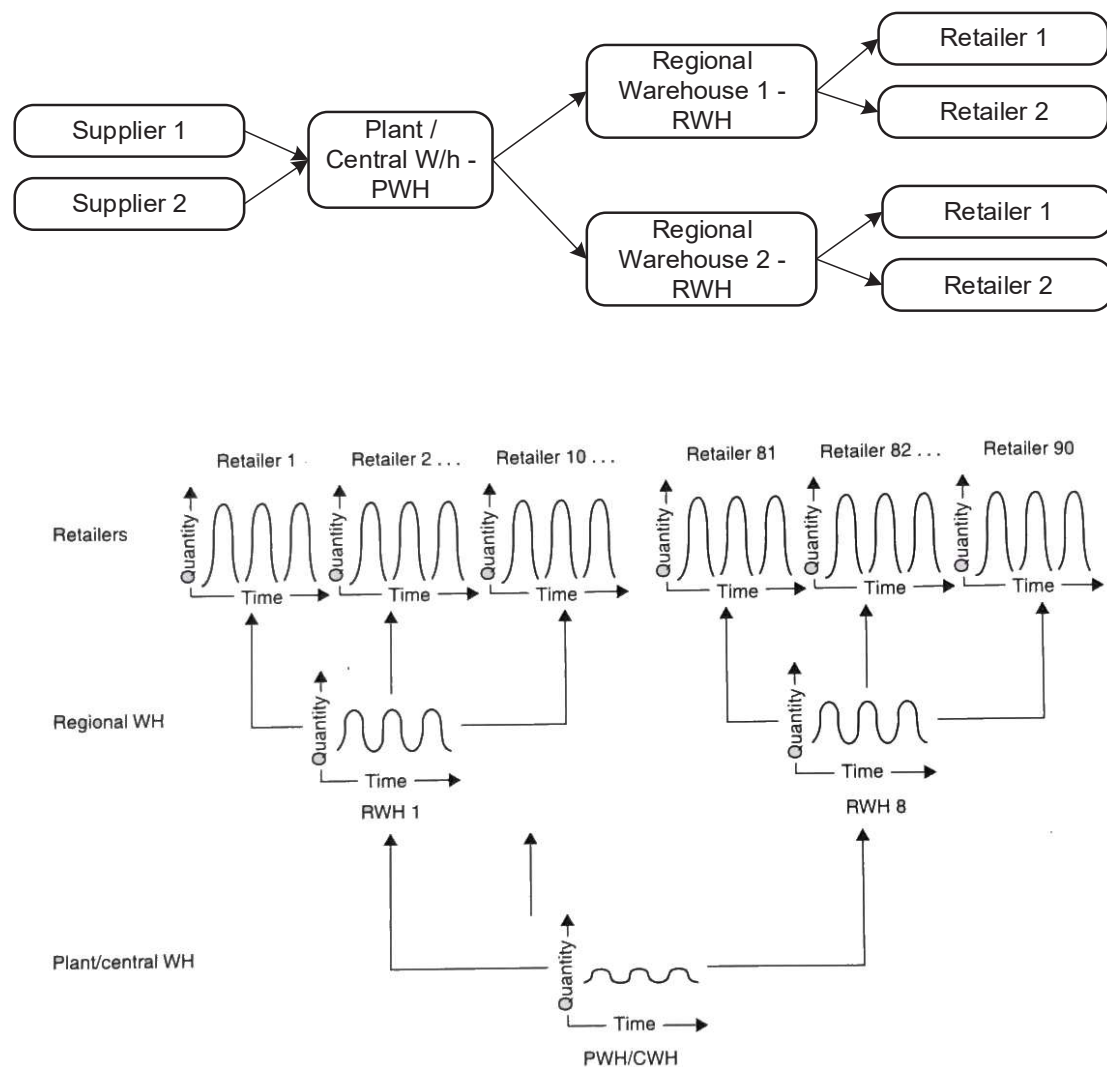 Supplier 1
Supplier 2
Plant /
Central W/h -
PWH
Regional
Warehouse 1 -
RWH
Regional
Warehouse 2 -
RWH
Retailer 1
Retailer 2
Retailer 1
Retailer 2
Retailer 1
Retailer 2 . . .
Retailer 10 . . .
Retailer 81
Retailer 82 . . .
Retailer 90
Retailers
Quantity
Time
Quantity
Time
Quantity
Time
Quantity
Time
Quantity
Time
Quantity
Time
Regional WH
Quantity
Time
RWH 1
Quantity
Time
RWH 8
Plant/central WH
Quantity
Time
PWH/CWH